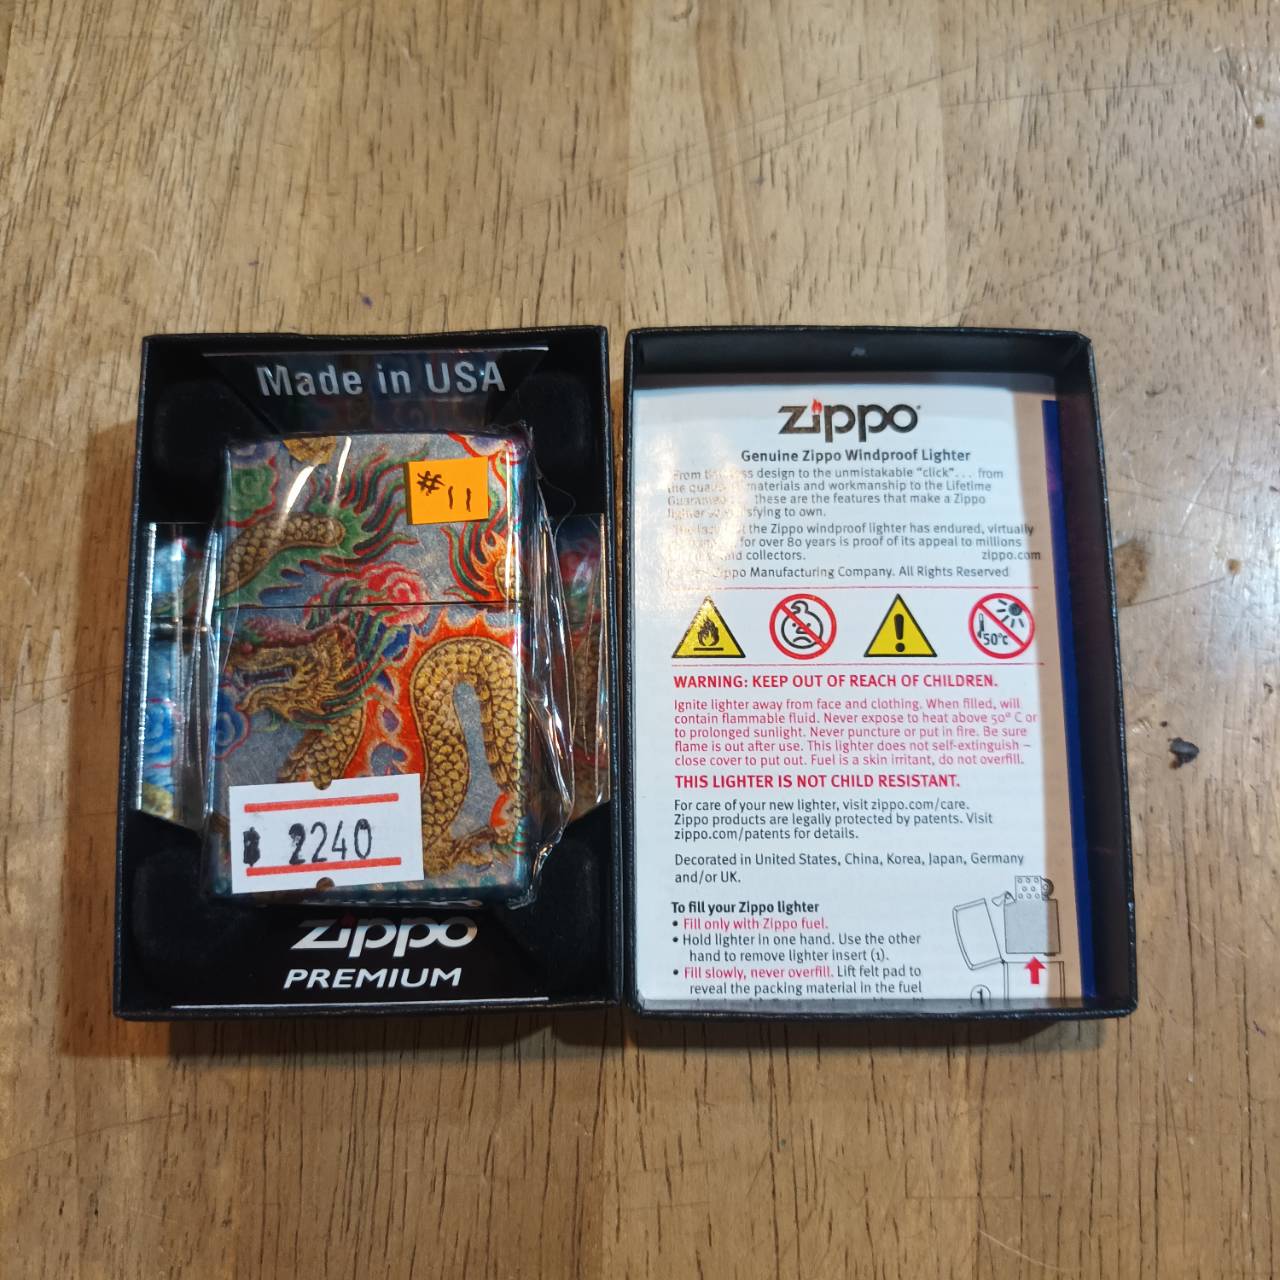 Made in USA
# 11
฿ 2240
zippo
PREMIUM
zippo
Genuine Zippo Windproof Lighter
From design to the unmistakable "click"... from
the materials and workmanship to the Lifetime
these are the features that make a Zippo
lighter to own.
the Zippo windproof lighter has endured, virtually
for over 80 years is proof of its appeal to millions
and collectors. zippo.com
Zippo Manufacturing Company. All Rights Reserved
50°C
WARNING: KEEP OUT OF REACH OF CHILDREN.
Ignite lighter away from face and clothing. When filled, will
contain flammable fluid. Never expose to heat above 50° C or
to prolonged sunlight. Never puncture or put in fire. Be sure
flame is out after use. This lighter does not self-extinguish –
close cover to put out. Fuel is a skin irritant, do not overfill.
THIS LIGHTER IS NOT CHILD RESISTANT.
For care of your new lighter, visit zippo.com/care.
Zippo products are legally protected by patents. Visit
zippo.com/patents for details.
Decorated in United States, China, Korea, Japan, Germany
and/or UK.
To fill your Zippo lighter
• Fill only with Zippo fuel.
• Hold lighter in one hand. Use the other
hand to remove lighter insert (1).
• Fill slowly, never overfill. Lift felt pad to
reveal the packing material in the fuel
1